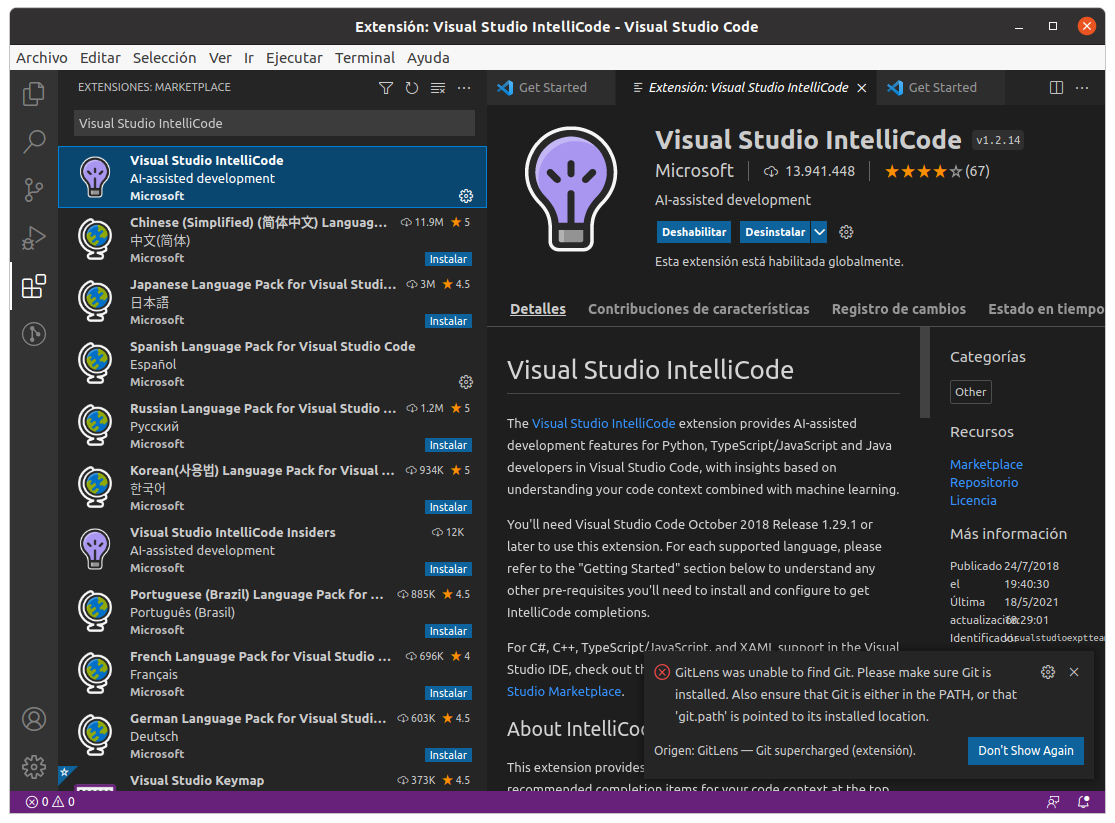 Extensión: Visual Studio IntelliCode - Visual Studio Code
Archivo Editar Selección Ver Ir Ejecutar Terminal Ayuda
EXTENSIONES: MARKETPLACE
Visual Studio IntelliCode
Visual Studio IntelliCode
AI-assisted development
Microsoft
Chinese (Simplified) (简体中文) Languag... 11.9M 5
中文(简体)
Microsoft Instalar
Japanese Language Pack for Visual Studi... 3M 4.5
日本語
Microsoft Instalar
Spanish Language Pack for Visual Studio Code
Español
Microsoft
Russian Language Pack for Visual Studio ... 1.2M 5
Русский
Microsoft Instalar
Korean(사용법) Language Pack for Visual ... 934K 5
한국어
Microsoft Instalar
Visual Studio IntelliCode Insiders 12K
AI-assisted development
Microsoft Instalar
Portuguese (Brazil) Language Pack for ... 885K 4.5
Português (Brasil)
Microsoft Instalar
French Language Pack for Visual Studio ... 696K 4
Français
Microsoft Instalar
German Language Pack for Visual Studi... 603K 4.5
Deutsch
Microsoft Instalar
Visual Studio Keymap 373K 4.5
Get Started Extensión: Visual Studio IntelliCode Get Started
Visual Studio IntelliCode v1.2.14
Microsoft 13.941.448 (67)
AI-assisted development
Deshabilitar Desinstalar
Esta extensión está habilitada globalmente.
Detalles Contribuciones de características Registro de cambios Estado en tiempo
Visual Studio IntelliCode
The Visual Studio IntelliCode extension provides AI-assisted
development features for Python, TypeScript/JavaScript and Java
developers in Visual Studio Code, with insights based on
understanding your code context combined with machine learning.
You'll need Visual Studio Code October 2018 Release 1.29.1 or
later to use this extension. For each supported language, please
refer to the "Getting Started" section below to understand any
other pre-requisites you'll need to install and configure to get
IntelliCode completions.
For C#, C++, TypeScript/JavaScript, and XAML support in the Visual
Studio IDE, check out th
Studio Marketplace.
About IntelliCo
This extension provides
recommended completion items for your code context at the top
Categorías
Other
Recursos
Marketplace
Repositorio
Licencia
Más información
Publicado 24/7/2018
el 19:40:30
Última 18/5/2021
actualización 18:29:01
Identificador visualstudioexptteam
GitLens was unable to find Git. Please make sure Git is
installed. Also ensure that Git is either in the PATH, or that
'git.path' is pointed to its installed location.
Origen: GitLens — Git supercharged (extensión). Don't Show Again
0 0